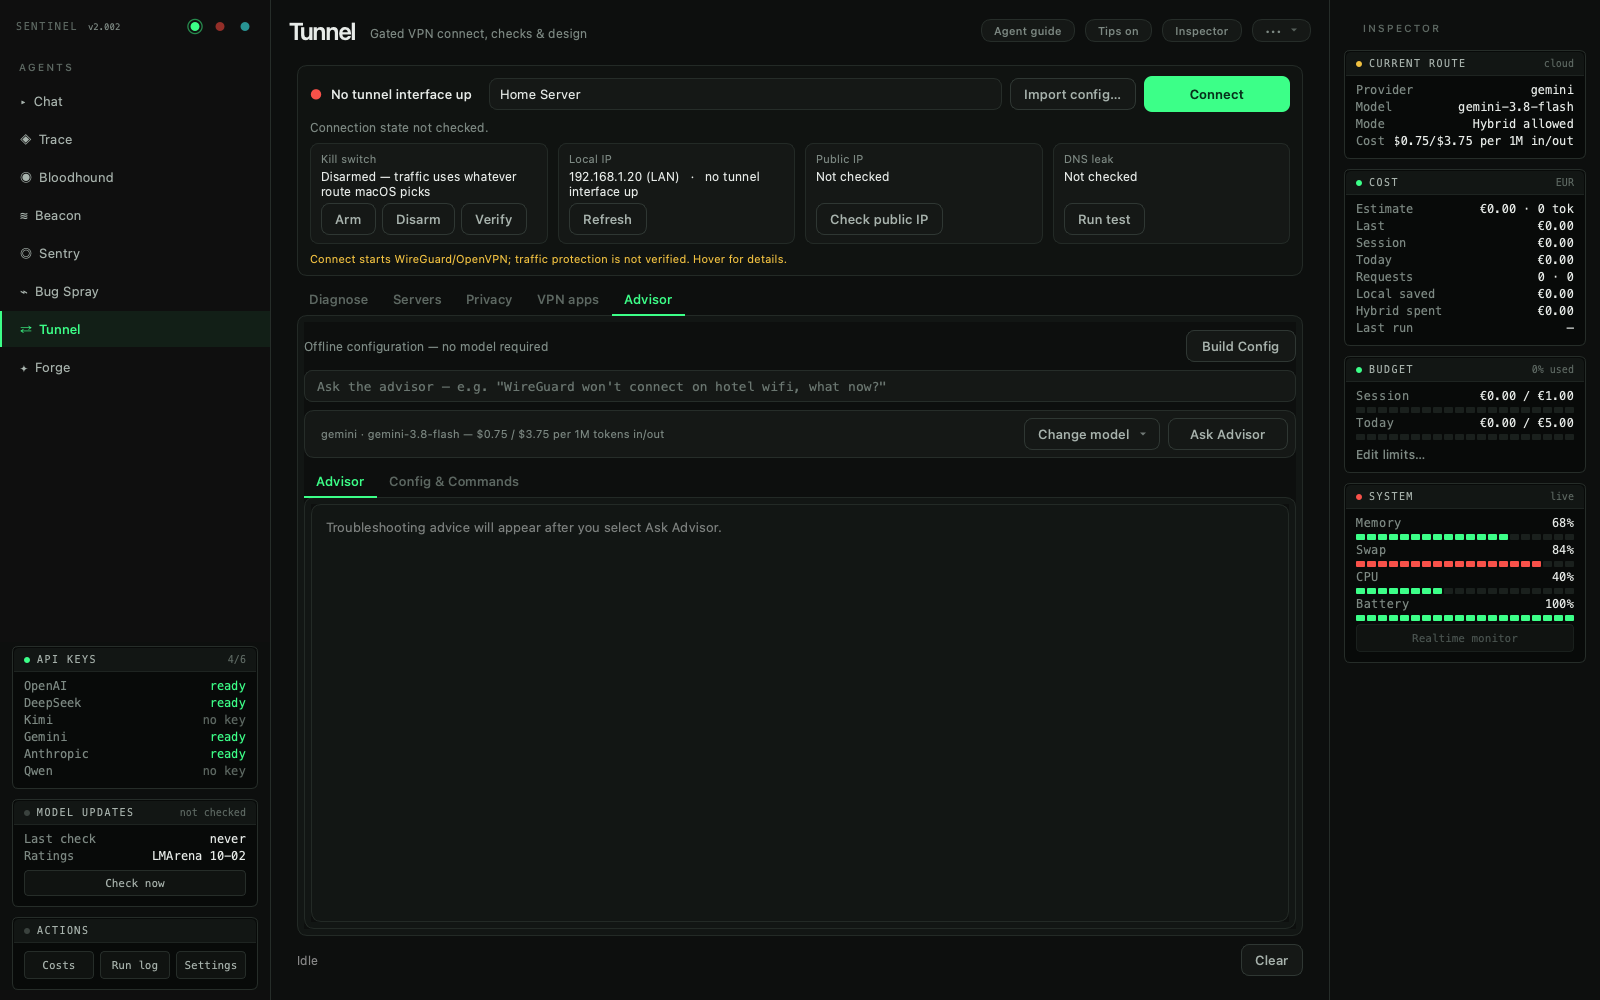 SENTINEL v2.002
AGENTS
Chat
Trace
Bloodhound
Beacon
Sentry
Bug Spray
Tunnel
Forge
API KEYS 4/6
OpenAI ready
DeepSeek ready
Kimi no key
Gemini ready
Anthropic ready
Qwen no key
MODEL UPDATES not checked
Last check never
Ratings LMArena 10-02
Check now
ACTIONS
Costs Run log Settings
Tunnel Gated VPN connect, checks & design
Agent guide Tips on Inspector ...
No tunnel interface up Home Server Import config... Connect
Connection state not checked.
Kill switch
Disarmed — traffic uses whatever
route macOS picks
Arm Disarm Verify
Local IP
192.168.1.20 (LAN) · no tunnel
interface up
Refresh
Public IP
Not checked
Check public IP
DNS leak
Not checked
Run test
Connect starts WireGuard/OpenVPN; traffic protection is not verified. Hover for details.
Diagnose Servers Privacy VPN apps Advisor
Offline configuration — no model required Build Config
Ask the advisor — e.g. "WireGuard won't connect on hotel wifi, what now?"
gemini · gemini-3.8-flash — $0.75 / $3.75 per 1M tokens in/out Change model Ask Advisor
Advisor Config & Commands
Troubleshooting advice will appear after you select Ask Advisor.
Idle Clear
INSPECTOR
CURRENT ROUTE cloud
Provider gemini
Model gemini-3.8-flash
Mode Hybrid allowed
Cost $0.75/$3.75 per 1M in/out
COST EUR
Estimate €0.00 · 0 tok
Last €0.00
Session €0.00
Today €0.00
Requests 0 · 0
Local saved €0.00
Hybrid spent €0.00
Last run —
BUDGET 0% used
Session €0.00 / €1.00
Today €0.00 / €5.00
Edit limits...
SYSTEM live
Memory 68%
Swap 84%
CPU 40%
Battery 100%
Realtime monitor